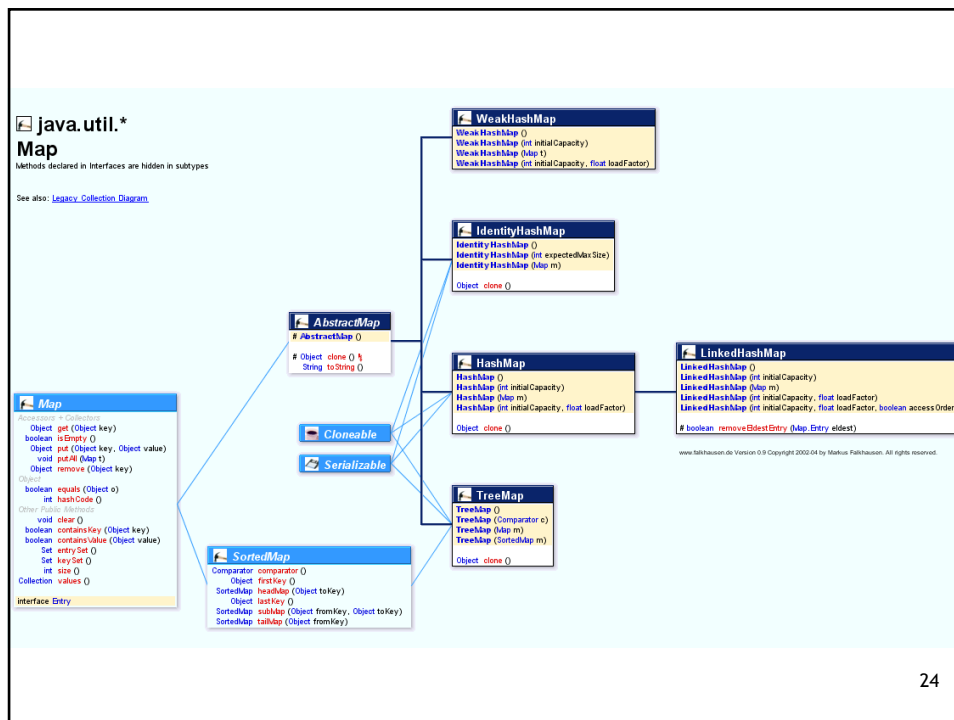 java.util.*
Map
Methods declared in Interfaces are hidden in subtypes
See also: Legacy Collection Diagram
WeakHashMap
WeakHashMap ()
WeakHashMap (int initialCapacity)
WeakHashMap (Map t)
WeakHashMap (int initialCapacity, float loadFactor)
IdentityHashMap
IdentityHashMap ()
IdentityHashMap (int expectedMaxSize)
IdentityHashMap (Map m)
Object clone ()
AbstractMap
# AbstractMap ()
# Object clone ()
String toString ()
HashMap
HashMap ()
HashMap (int initialCapacity)
HashMap (Map m)
HashMap (int initialCapacity, float loadFactor)
Object clone ()
LinkedHashMap
LinkedHashMap ()
LinkedHashMap (int initialCapacity)
LinkedHashMap (Map m)
LinkedHashMap (int initialCapacity, float loadFactor)
LinkedHashMap (int initialCapacity, float loadFactor, boolean accessOrder
# boolean removeEldestEntry (Map.Entry eldest)
www.falkhausen.de Version 0.9 Copyright 2002-04 by Markus Falkhausen. All rights reserved.
Map
Accessors + Collectors
Object get (Object key)
boolean isEmpty ()
Object put (Object key, Object value)
void putAll (Map t)
Object remove (Object key)
Object
boolean equals (Object o)
int hashCode ()
Other Public Methods
void clear ()
boolean containsKey (Object key)
boolean containsValue (Object value)
Set entrySet ()
Set keySet ()
int size ()
Collection values ()
interface Entry
Cloneable
Serializable
TreeMap
TreeMap ()
TreeMap (Comparator c)
TreeMap (Map m)
TreeMap (SortedMap m)
Object clone ()
SortedMap
Comparator comparator ()
Object firstKey ()
SortedMap headMap (Object toKey)
Object lastKey ()
SortedMap subMap (Object fromKey, Object toKey)
SortedMap tailMap (Object fromKey)
24